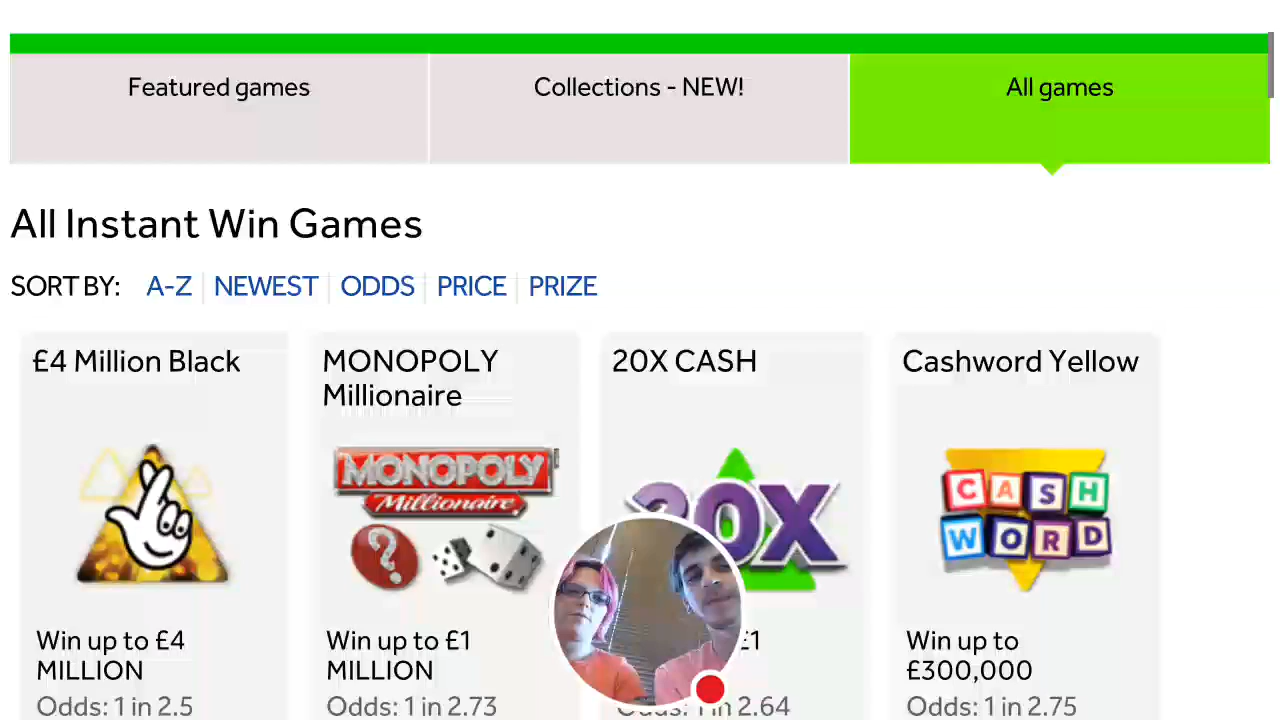 Featured games
Collections - NEW!
All games
All Instant Win Games
SORT BY: A-Z NEWEST ODDS PRICE PRIZE
£4 Million Black
MONOPOLY
Millionaire
20X CASH
Cashword Yellow
MONOPOLY
Millionaire
?
20X
CASH
WORD
Win up to £4
MILLION
Odds: 1 in 2.5
Win up to £1
MILLION
Odds: 1 in 2.73
£1
Odds: 1 in 2.64
Win up to
£300,000
Odds: 1 in 2.75